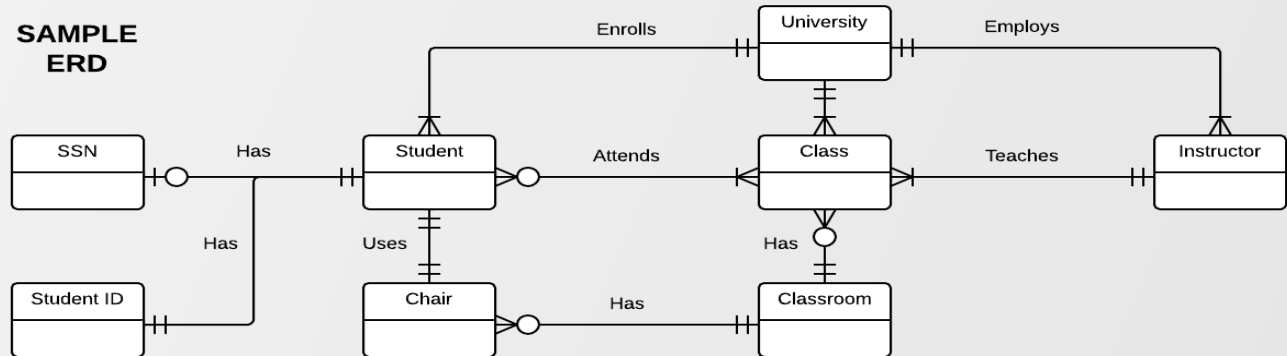 SAMPLE
ERD
University
Enrolls
Employs
SSN
Has
Student
Attends
Class
Teaches
Instructor
Has
Uses
Has
Student ID
Chair
Has
Classroom